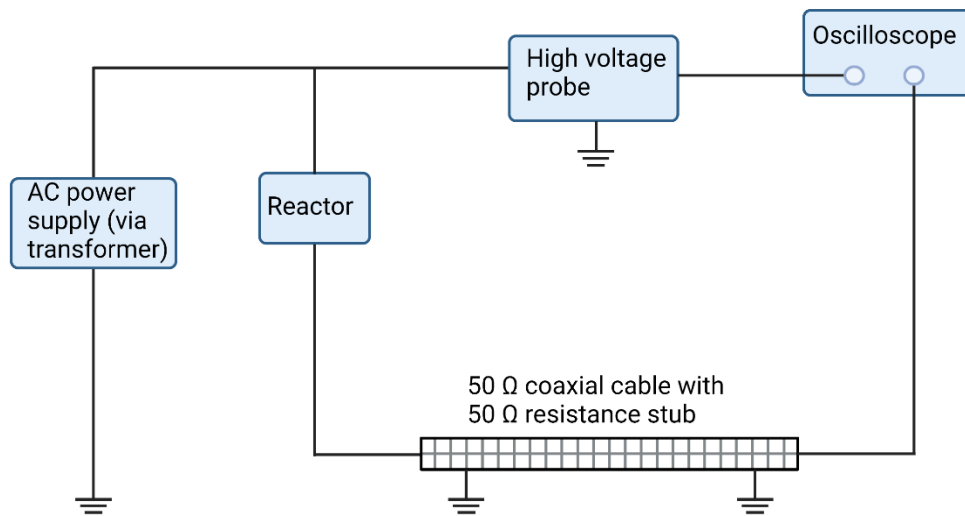 High voltage
probe
Oscilloscope
AC power
supply (via
transformer)
Reactor
50 Ω coaxial cable with
50 Ω resistance stub